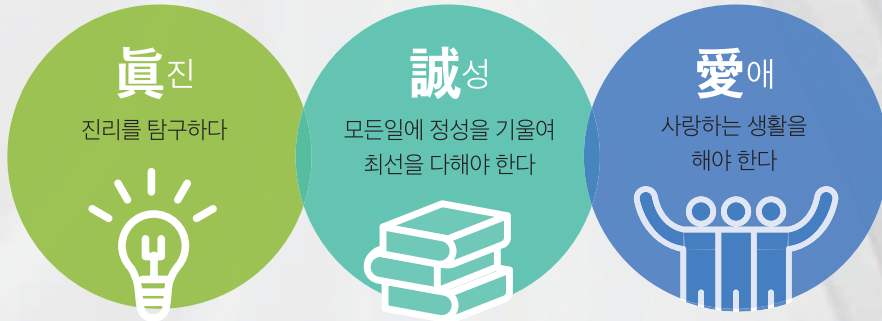 眞진
진리를 탐구하다
誠성
모든일에 정성을 기울여
최선을 다해야 한다
愛애
사랑하는 생활을
해야 한다